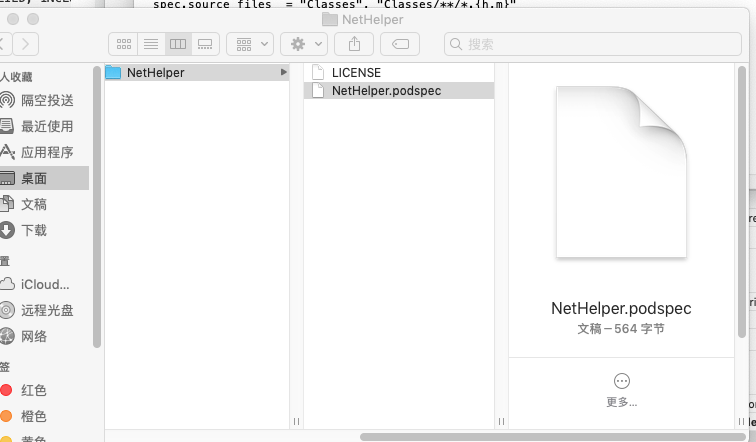 spec.source_files = "Classes", "Classes/**/*.{h,m}"
NetHelper
搜索
人收藏
隔空投送
最近使用
应用程序
桌面
文稿
下载
置
iCloud...
远程光盘
网络
签
红色
橙色
黄色
NetHelper
LICENSE
NetHelper.podspec
NetHelper.podspec
文稿－564 字节
更多...